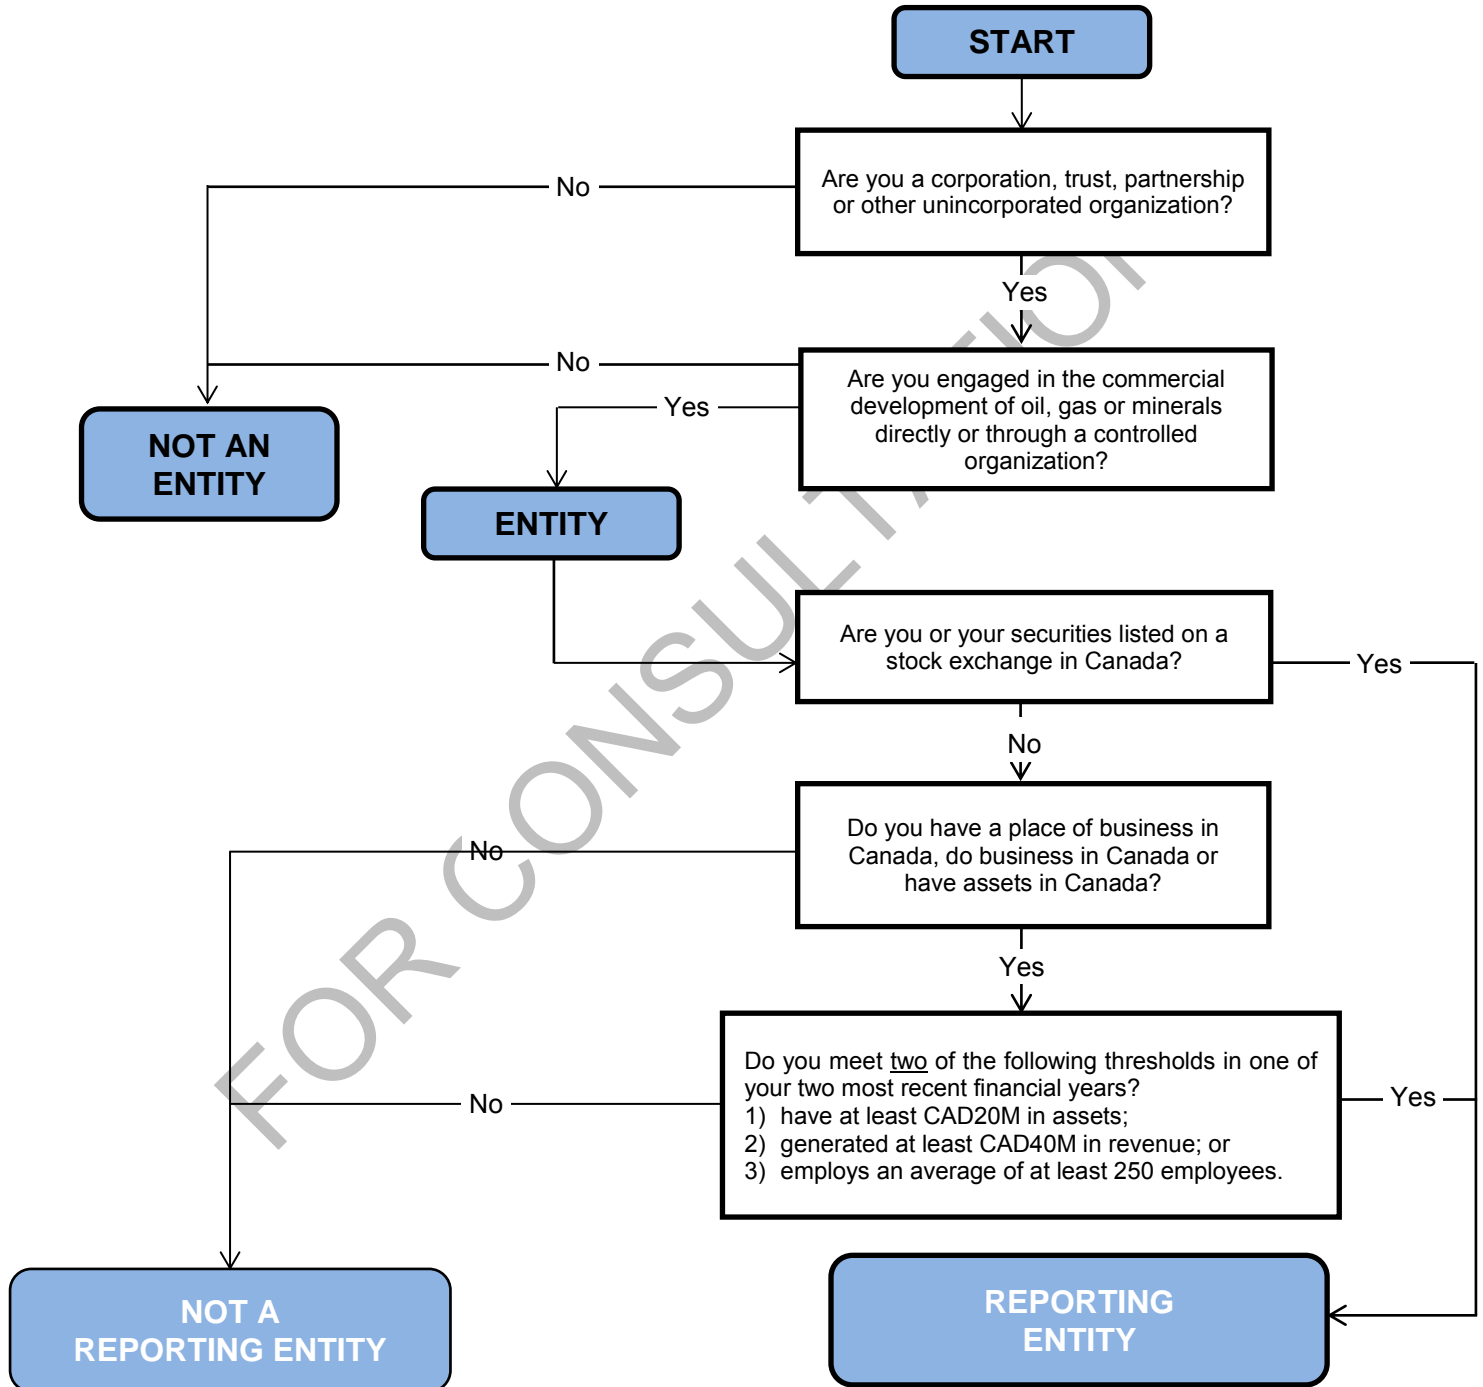 START
Are you a corporation, trust, partnership
or other unincorporated organization?
No
Yes
Are you engaged in the commercial
development of oil, gas or minerals
directly or through a controlled
organization?
No
Yes
NOT AN
ENTITY
ENTITY
Are you or your securities listed on a
stock exchange in Canada?
Yes
No
Do you have a place of business in
Canada, do business in Canada or
have assets in Canada?
No
Yes
Do you meet two of the following thresholds in one of
your two most recent financial years?
1) have at least CAD20M in assets;
2) generated at least CAD40M in revenue; or
3) employs an average of at least 250 employees.
No
Yes
NOT A
REPORTING ENTITY
REPORTING
ENTITY
FOR CONSULTATION